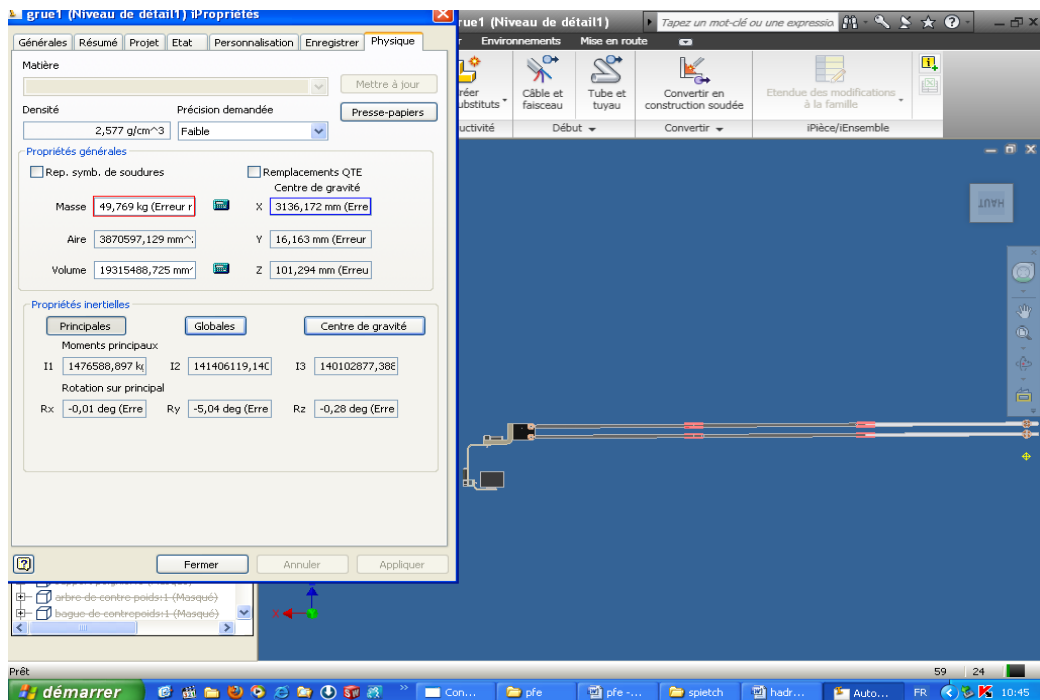 grue1 (Niveau de détail1) iPropriétés
Générales Résumé Projet Etat Personnalisation Enregistrer Physique
Matière
Mettre à jour
Densité Précision demandée
Presse-papiers
2,577 g/cm^3 Faible
Propriétés générales
Rep. symb. de soudures Remplacements QTE
Centre de gravité
Masse 49,769 kg (Erreur r X 3136,172 mm (Erre
Aire 3870597,129 mm^ Y 16,163 mm (Erreur
Volume 19315488,725 mm^ Z 101,294 mm (Erreu
Propriétés inertielles
Principales Globales Centre de gravité
Moments principaux
I1 1476588,897 kg I2 141406119,140 I3 140102877,388
Rotation sur principal
Rx -0,01 deg (Erre Ry -5,04 deg (Erre Rz -0,28 deg (Erre
Fermer Annuler Appliquer
arbre de contre poids:1 (Masqué)
bague de contrepoids:1 (Masqué)
rue1 (Niveau de détail1) Tapez un mot-clé ou une expressio
r Environnements Mise en route
réer
ubstituts
Câble et
faisceau
Tube et
tuyau
Convertir en
construction soudée
Etendue des modifications
à la famille
uctivité Début Convertir iPièce/iEnsemble
HAUT
X
Prêt 59 24
démarrer Con... pfe pfe -... spietch hadr... Auto... FR 10:45